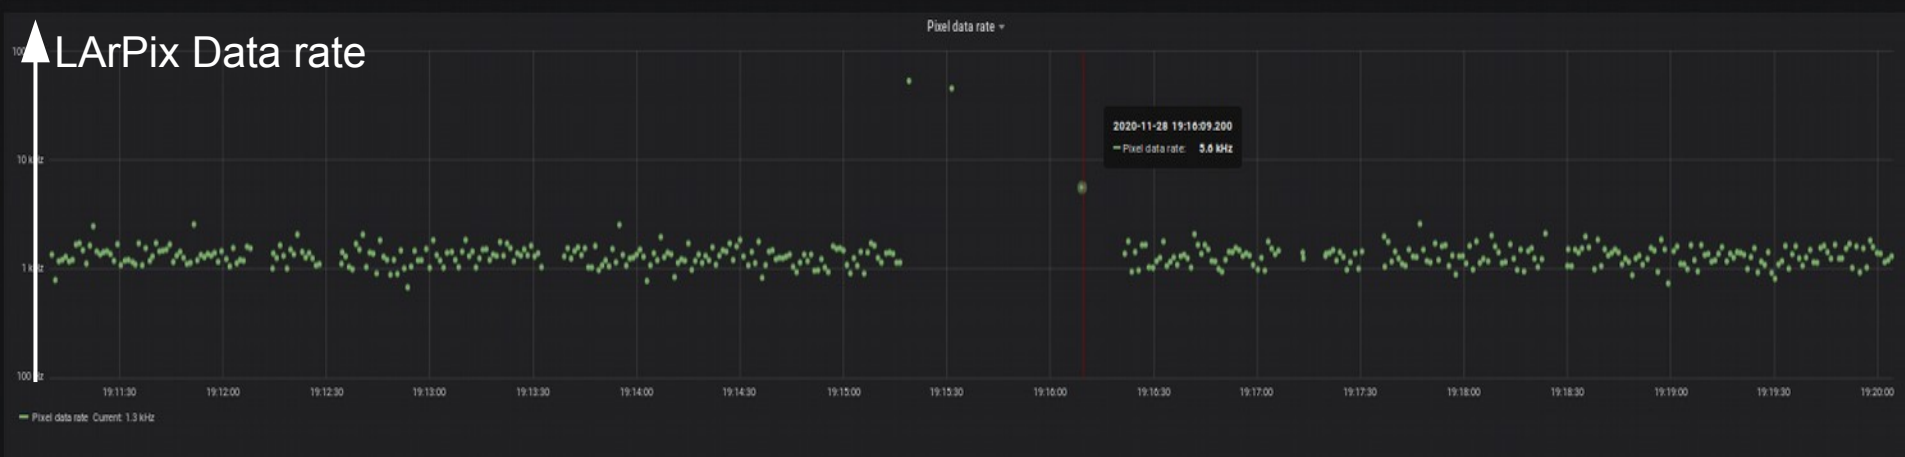 Pixel data rate
LArPix Data rate
2020-11-28 19:16:09.200
Pixel data rate: 5.6 kHz
10 kHz
1 kHz
100 Hz
19:11:30 19:12:00 19:12:30 19:13:00 19:13:30 19:14:00 19:14:30 19:15:00 19:15:30 19:16:00 19:16:30 19:17:00 19:17:30 19:18:00 19:18:30 19:19:00 19:19:30 19:20:00
Pixel data rate Current: 1.3 kHz